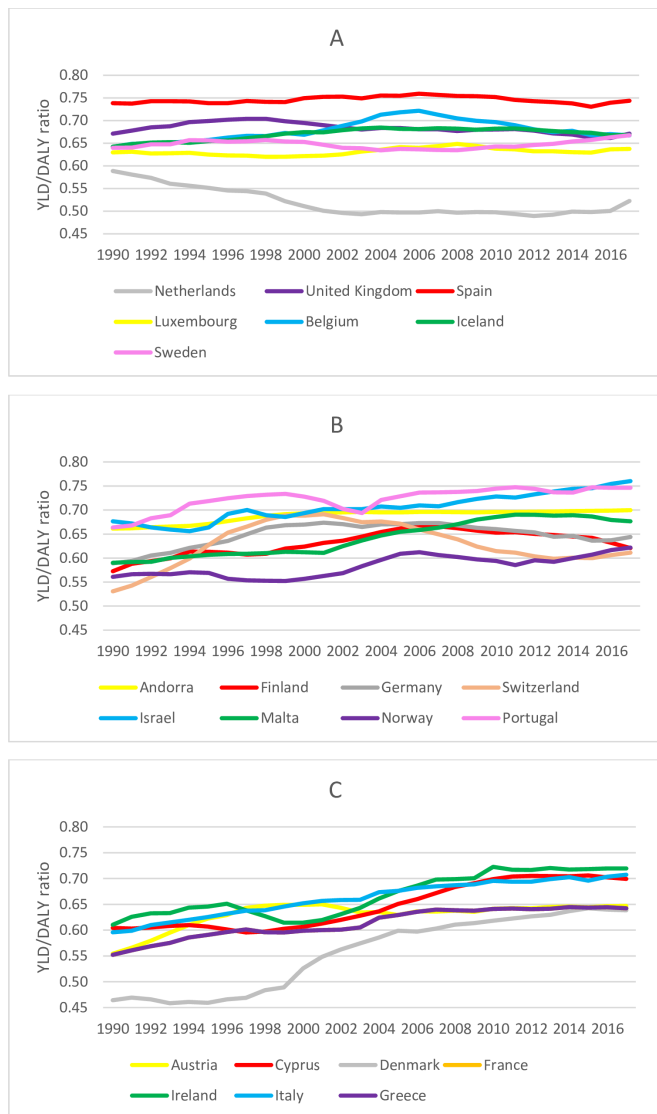 A
YLD/DALY ratio
0.80
0.75
0.70
0.65
0.60
0.55
0.50
0.45
1990 1992 1994 1996 1998 2000 2002 2004 2006 2008 2010 2012 2014 2016
Netherlands United Kingdom Spain
Luxembourg Belgium Iceland
Sweden
B
YLD/DALY ratio
0.80
0.75
0.70
0.65
0.60
0.55
0.50
0.45
1990 1992 1994 1996 1998 2000 2002 2004 2006 2008 2010 2012 2014 2016
Andorra Finland Germany Switzerland
Israel Malta Norway Portugal
C
YLD/DALY ratio
0.80
0.75
0.70
0.65
0.60
0.55
0.50
0.45
1990 1992 1994 1996 1998 2000 2002 2004 2006 2008 2010 2012 2014 2016
Austria Cyprus Denmark France
Ireland Italy Greece